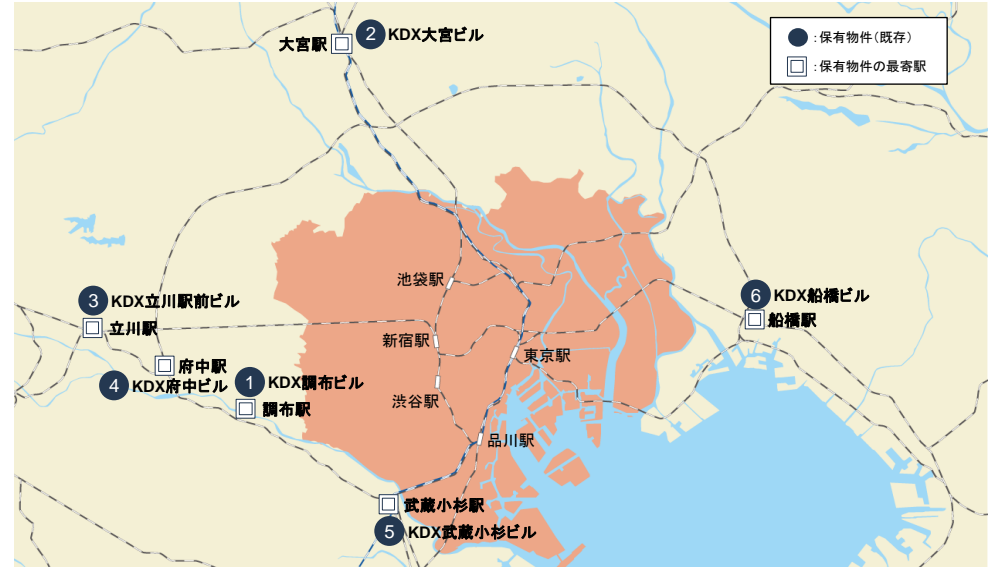 大宮駅
2 KDX大宮ビル
:保有物件(既存)
:保有物件の最寄駅
池袋駅
3 KDX立川駅前ビル
立川駅
6 KDX船橋ビル
船橋駅
新宿駅
東京駅
府中駅
4 KDX府中ビル
1 KDX調布ビル
調布駅
渋谷駅
品川駅
武蔵小杉駅
5 KDX武蔵小杉ビル